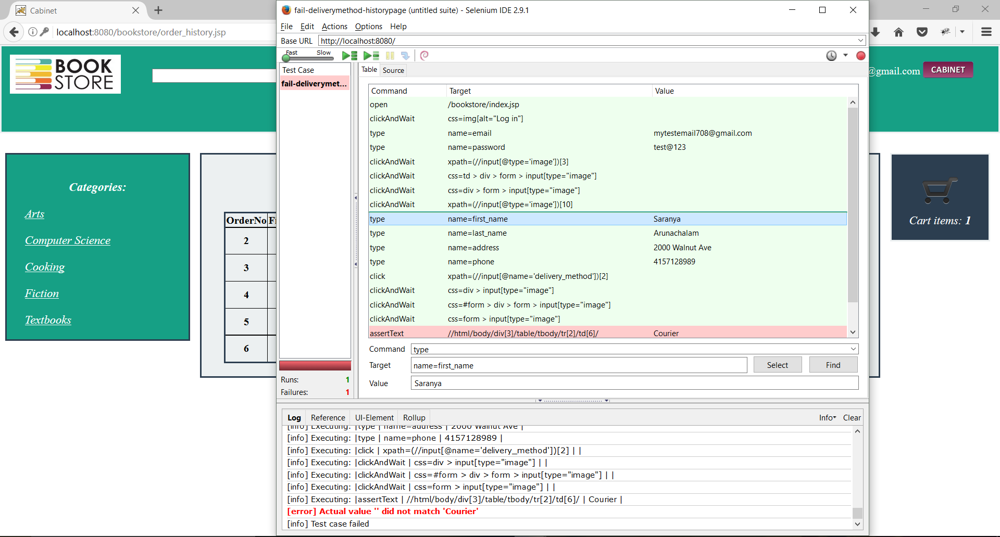 Cabinet
localhost:8080/bookstore/order_history.jsp
BOOK
STORE
@gmail.com CABINET
Categories:
Arts
Computer Science
Cooking
Fiction
Textbooks
OrderNo
2
3
4
5
6
Cart items: 1
fail-deliverymethod-historypage (untitled suite) - Selenium IDE 2.9.1
File Edit Actions Options Help
Base URL http://localhost:8080/
Fast Slow
Test Case
fail-deliverymet...
Runs: 1
Failures: 1
Table Source
Command Target Value
open /bookstore/index.jsp
clickAndWait css=img[alt="Log in"]
type name=email mytestemail708@gmail.com
type name=password test@123
clickAndWait xpath=(//input[@type='image'])[3]
clickAndWait css=td > div > form > input[type="image"]
clickAndWait css=div > form > input[type="image"]
clickAndWait xpath=(//input[@type='image'])[10]
type name=first_name Saranya
type name=last_name Arunachalam
type name=address 2000 Walnut Ave
type name=phone 4157128989
click xpath=(//input[@name='delivery_method'])[2]
clickAndWait css=div > input[type="image"]
clickAndWait css=#form > div > form > input[type="image"]
clickAndWait css=form > input[type="image"]
assertText //html/body/div[3]/table/tbody/tr[2]/td[6]/ Courier
Command type
Target name=first_name Select Find
Value Saranya
Log Reference UI-Element Rollup Info Clear
[info] Executing: |type | name=address | 2000 Walnut Ave |
[info] Executing: |type | name=phone | 4157128989 |
[info] Executing: |click | xpath=(//input[@name='delivery_method'])[2] | |
[info] Executing: |clickAndWait | css=div > input[type="image"] | |
[info] Executing: |clickAndWait | css=#form > div > form > input[type="image"] | |
[info] Executing: |clickAndWait | css=form > input[type="image"] | |
[info] Executing: |assertText | //html/body/div[3]/table/tbody/tr[2]/td[6]/ | Courier |
[error] Actual value '' did not match 'Courier'
[info] Test case failed